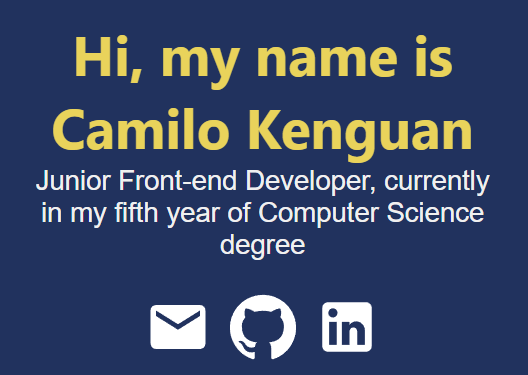 Hi, my name is
Camilo Kenguan
Junior Front-end Developer, currently
in my fifth year of Computer Science
degree
in